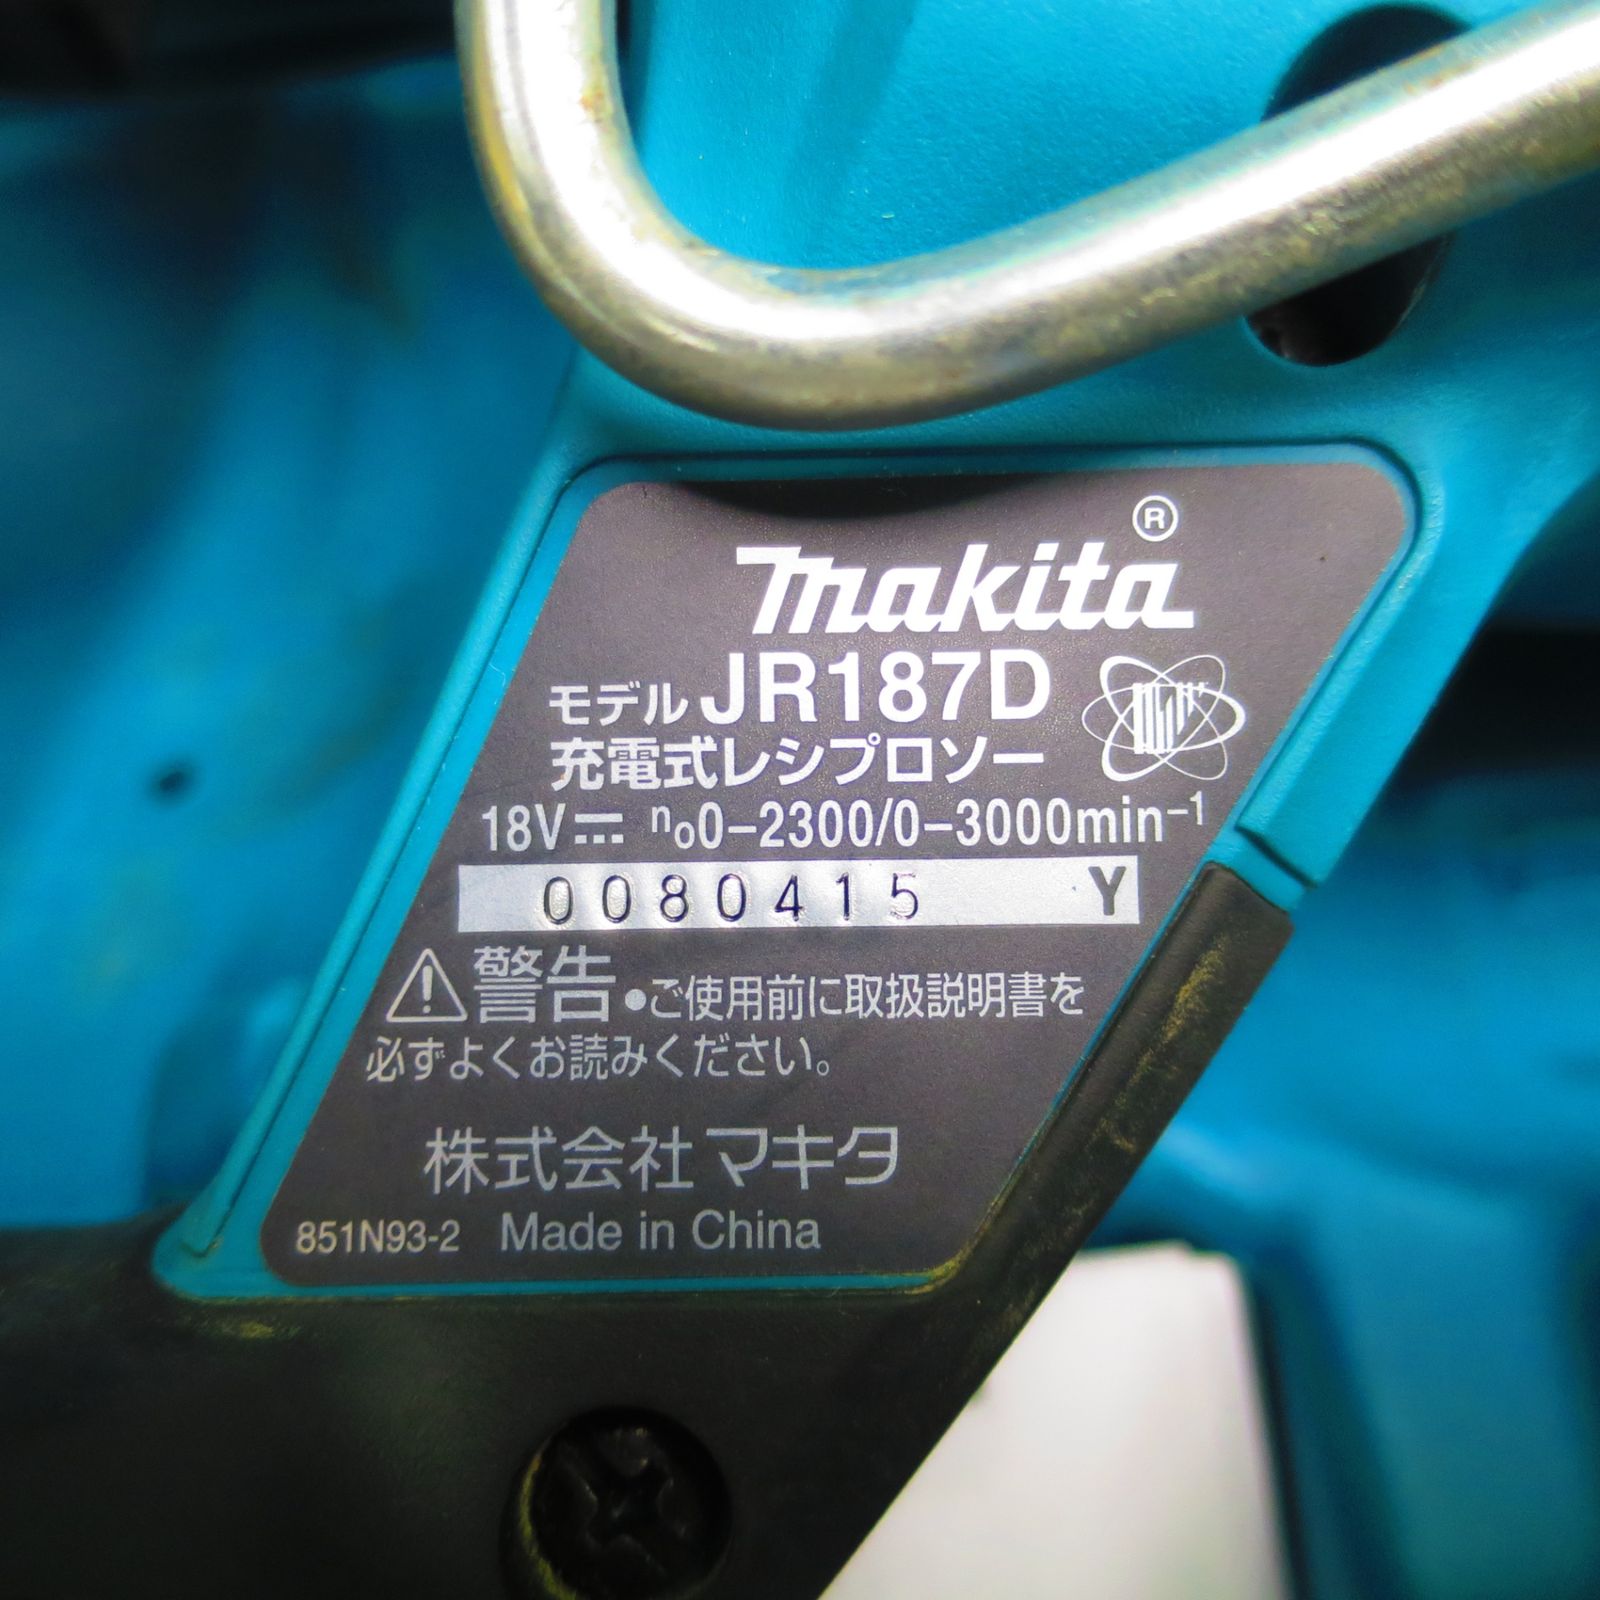 makita®
モデル JR187D
充電式レシプロソー
18V⎓ n₀0−2300/0−3000min⁻¹
0080415 Y
⚠警告 ●ご使用前に取扱説明書を
必ずよくお読みください。
株式会社マキタ
851N93-2 Made in China